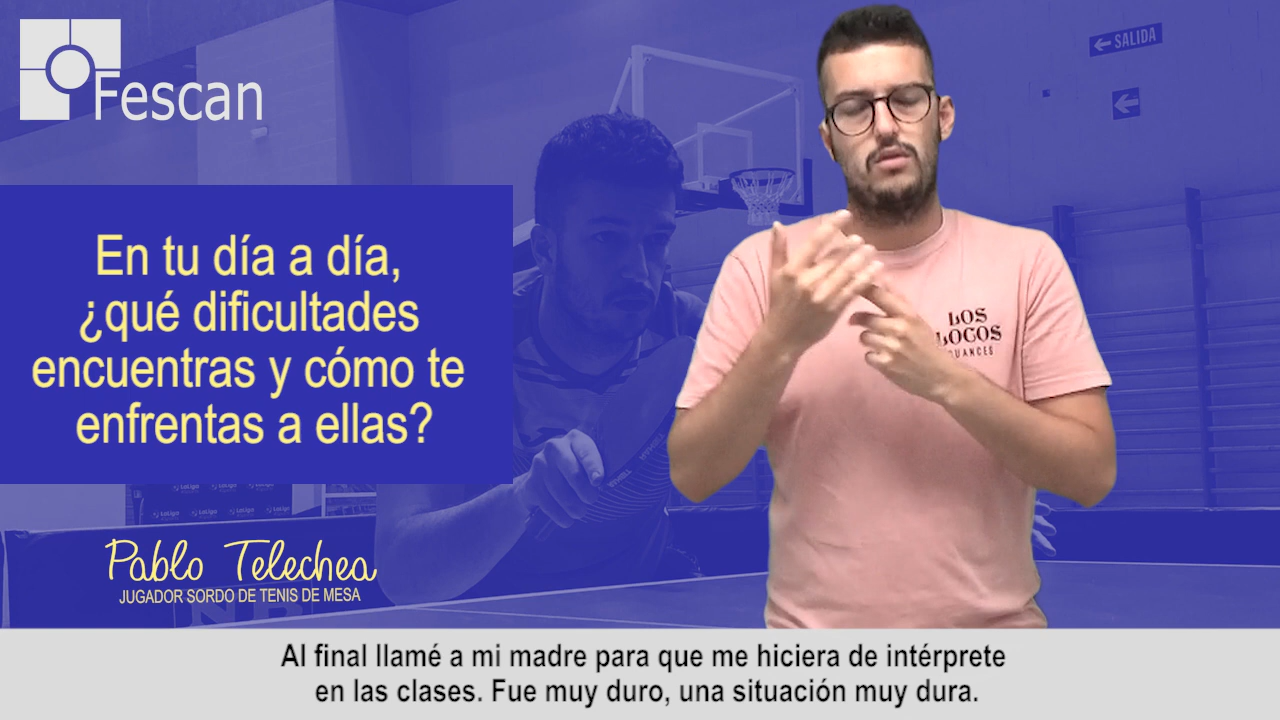 Fescan
SALIDA
En tu día a día,
¿qué dificultades
encuentras y cómo te
enfrentas a ellas?
LOS
LOCOS
Pablo Telechea
JUGADOR SORDO DE TENIS DE MESA
Al final llamé a mi madre para que me hiciera de intérprete
en las clases. Fue muy duro, una situación muy dura.